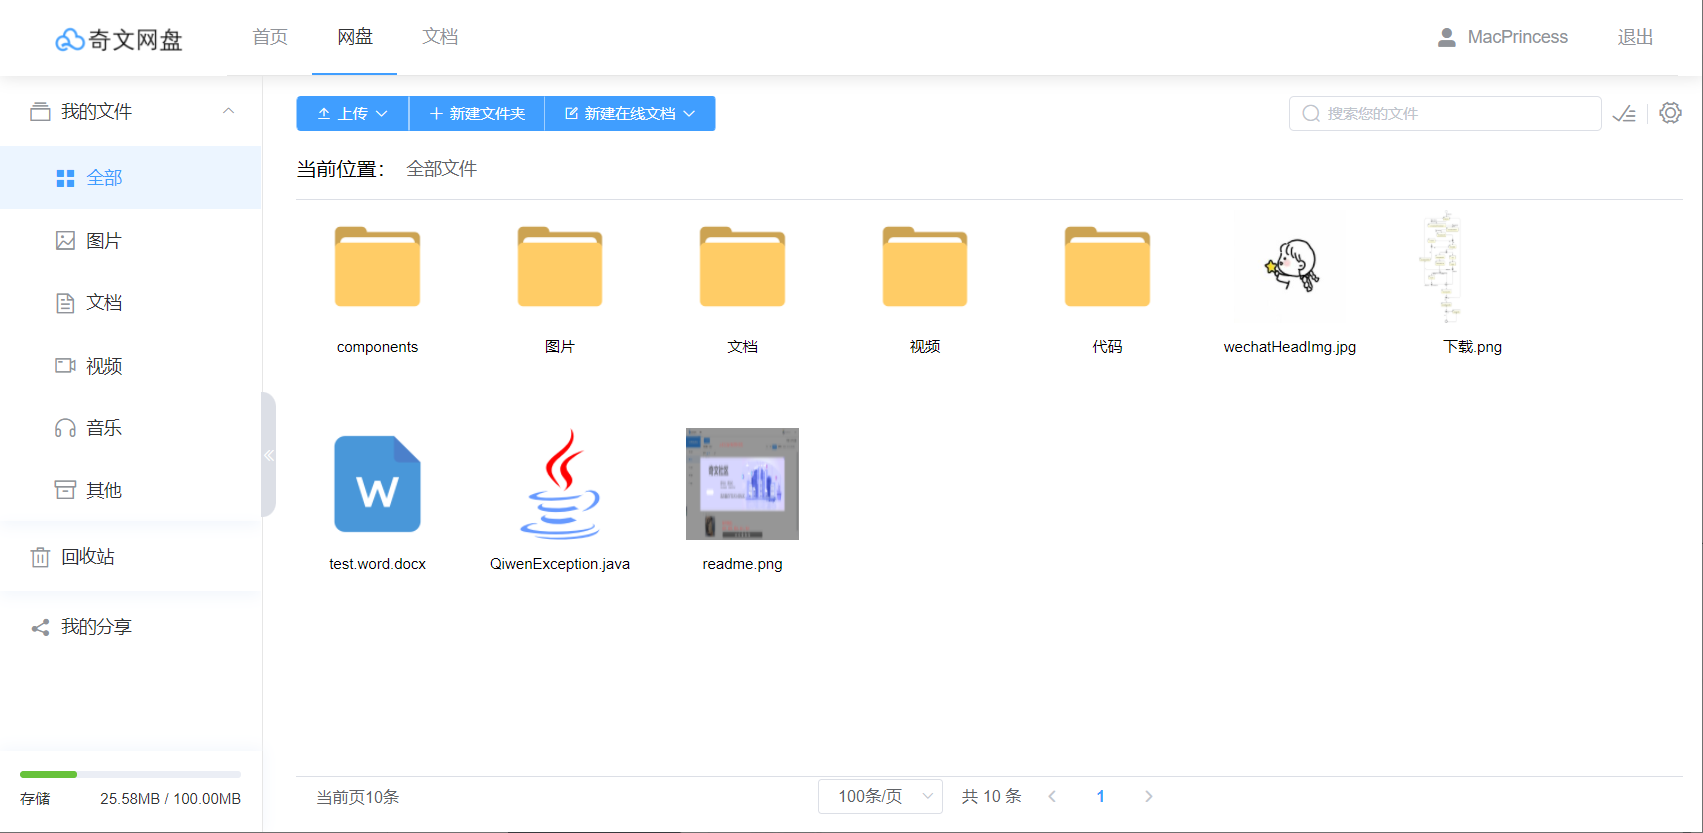 奇文网盘
首页
网盘
文档
MacPrincess
退出
我的文件
全部
图片
文档
视频
音乐
其他
回收站
我的分享
存储
25.58MB / 100.00MB
上传
新建文件夹
新建在线文档
搜索您的文件
当前位置：
全部文件
components
图片
文档
视频
代码
wechatHeadImg.jpg
下载.png
W
test.word.docx
QiwenException.java
奇文社区
readme.png
当前页10条
100条/页
共 10 条
1